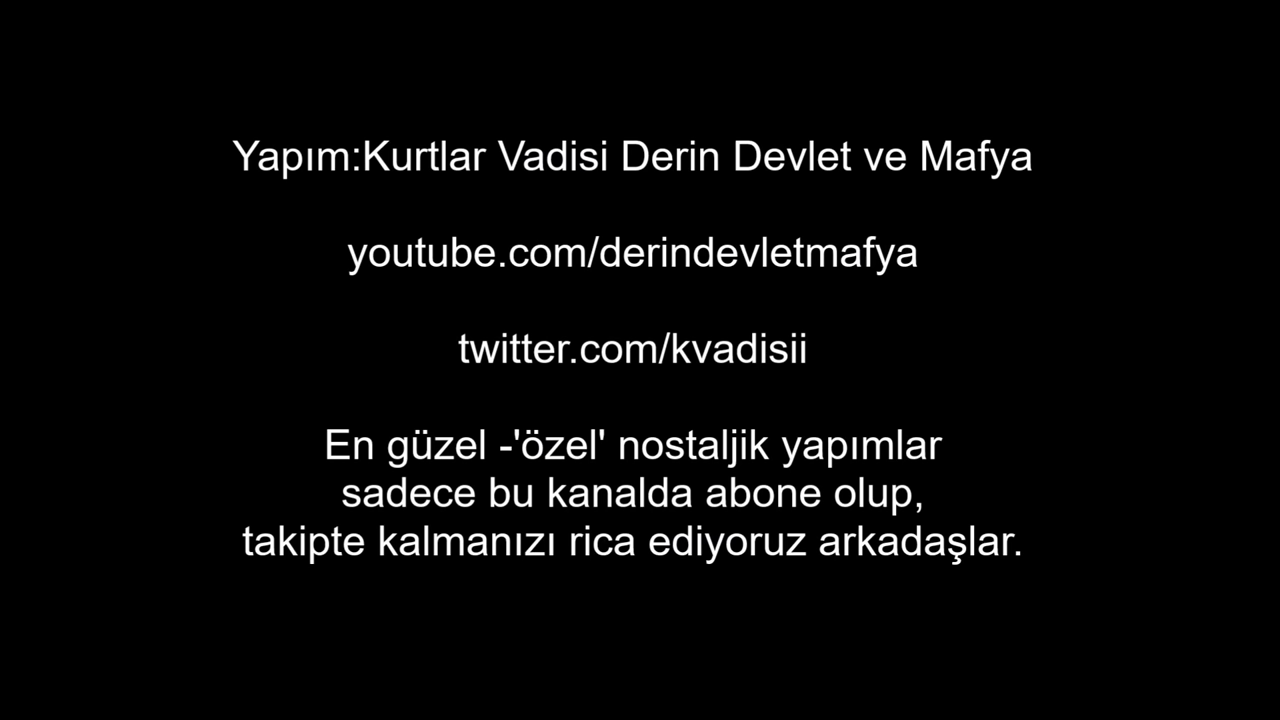 Yapım:Kurtlar Vadisi Derin Devlet ve Mafya
youtube.com/derindevletmafya
twitter.com/kvadisii
En güzel -'özel' nostaljik yapımlar
sadece bu kanalda abone olup,
takipte kalmanızı rica ediyoruz arkadaşlar.